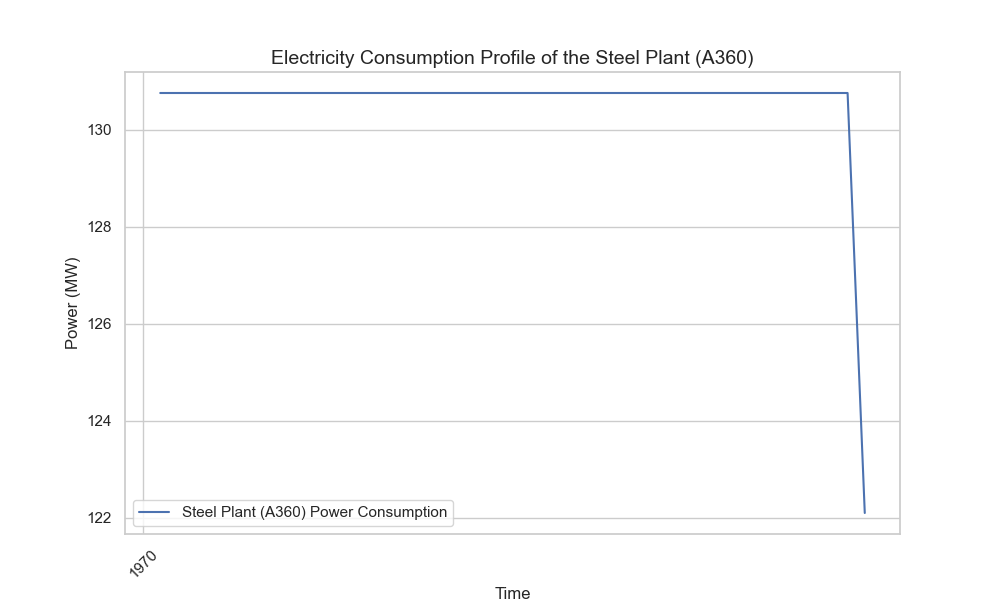 Electricity Consumption Profile of the Steel Plant (A360)
Power (MW)
130
128
126
124
122
Steel Plant (A360) Power Consumption
1970
Time